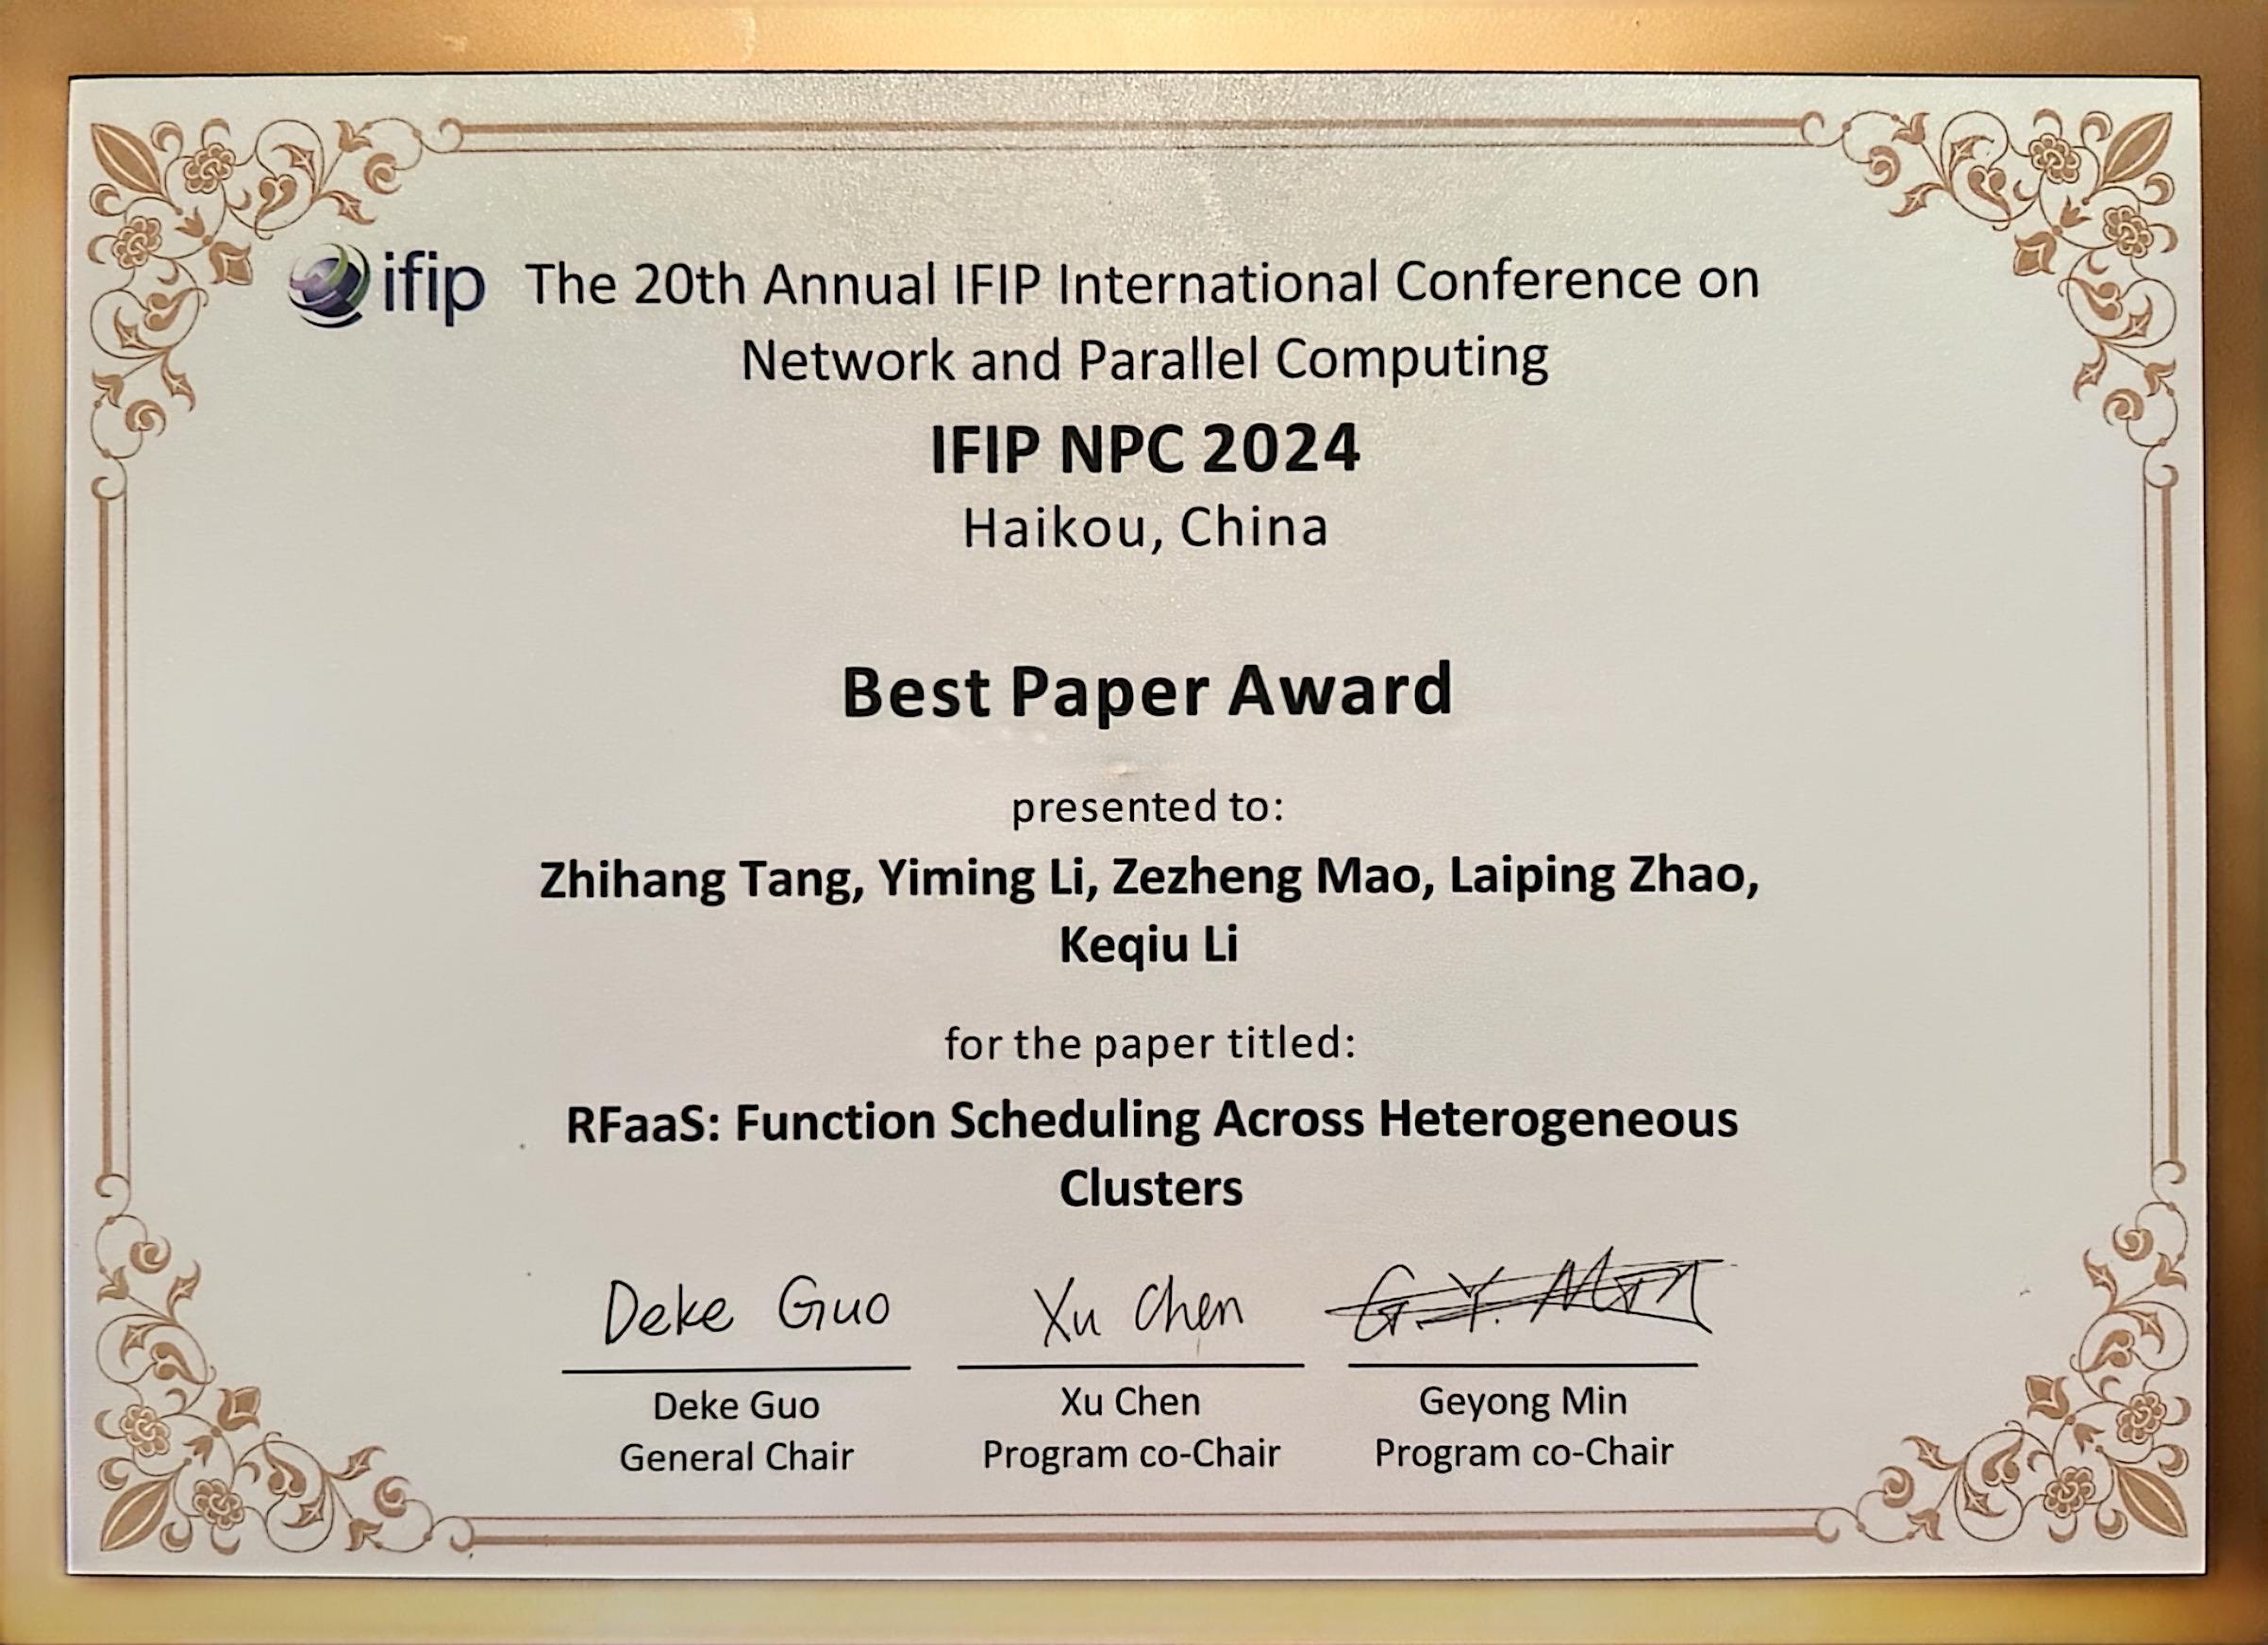 ifip The 20th Annual IFIP International Conference on
Network and Parallel Computing
IFIP NPC 2024
Haikou, China
Best Paper Award
presented to:
Zhihang Tang, Yiming Li, Zezheng Mao, Laiping Zhao,
Keqiu Li
for the paper titled:
RFaaS: Function Scheduling Across Heterogeneous
Clusters
Deke Guo Xu Chen G. Y. Min
Deke Guo Xu Chen Geyong Min
General Chair Program co-Chair Program co-Chair